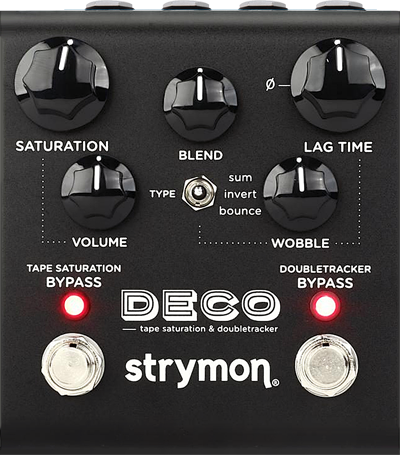 Ø
SATURATION
BLEND
LAG TIME
TYPE
sum
invert
bounce
VOLUME
WOBBLE
TAPE SATURATION
BYPASS
DOUBLETRACKER
BYPASS
DECO
tape saturation & doubletracker
strymon®